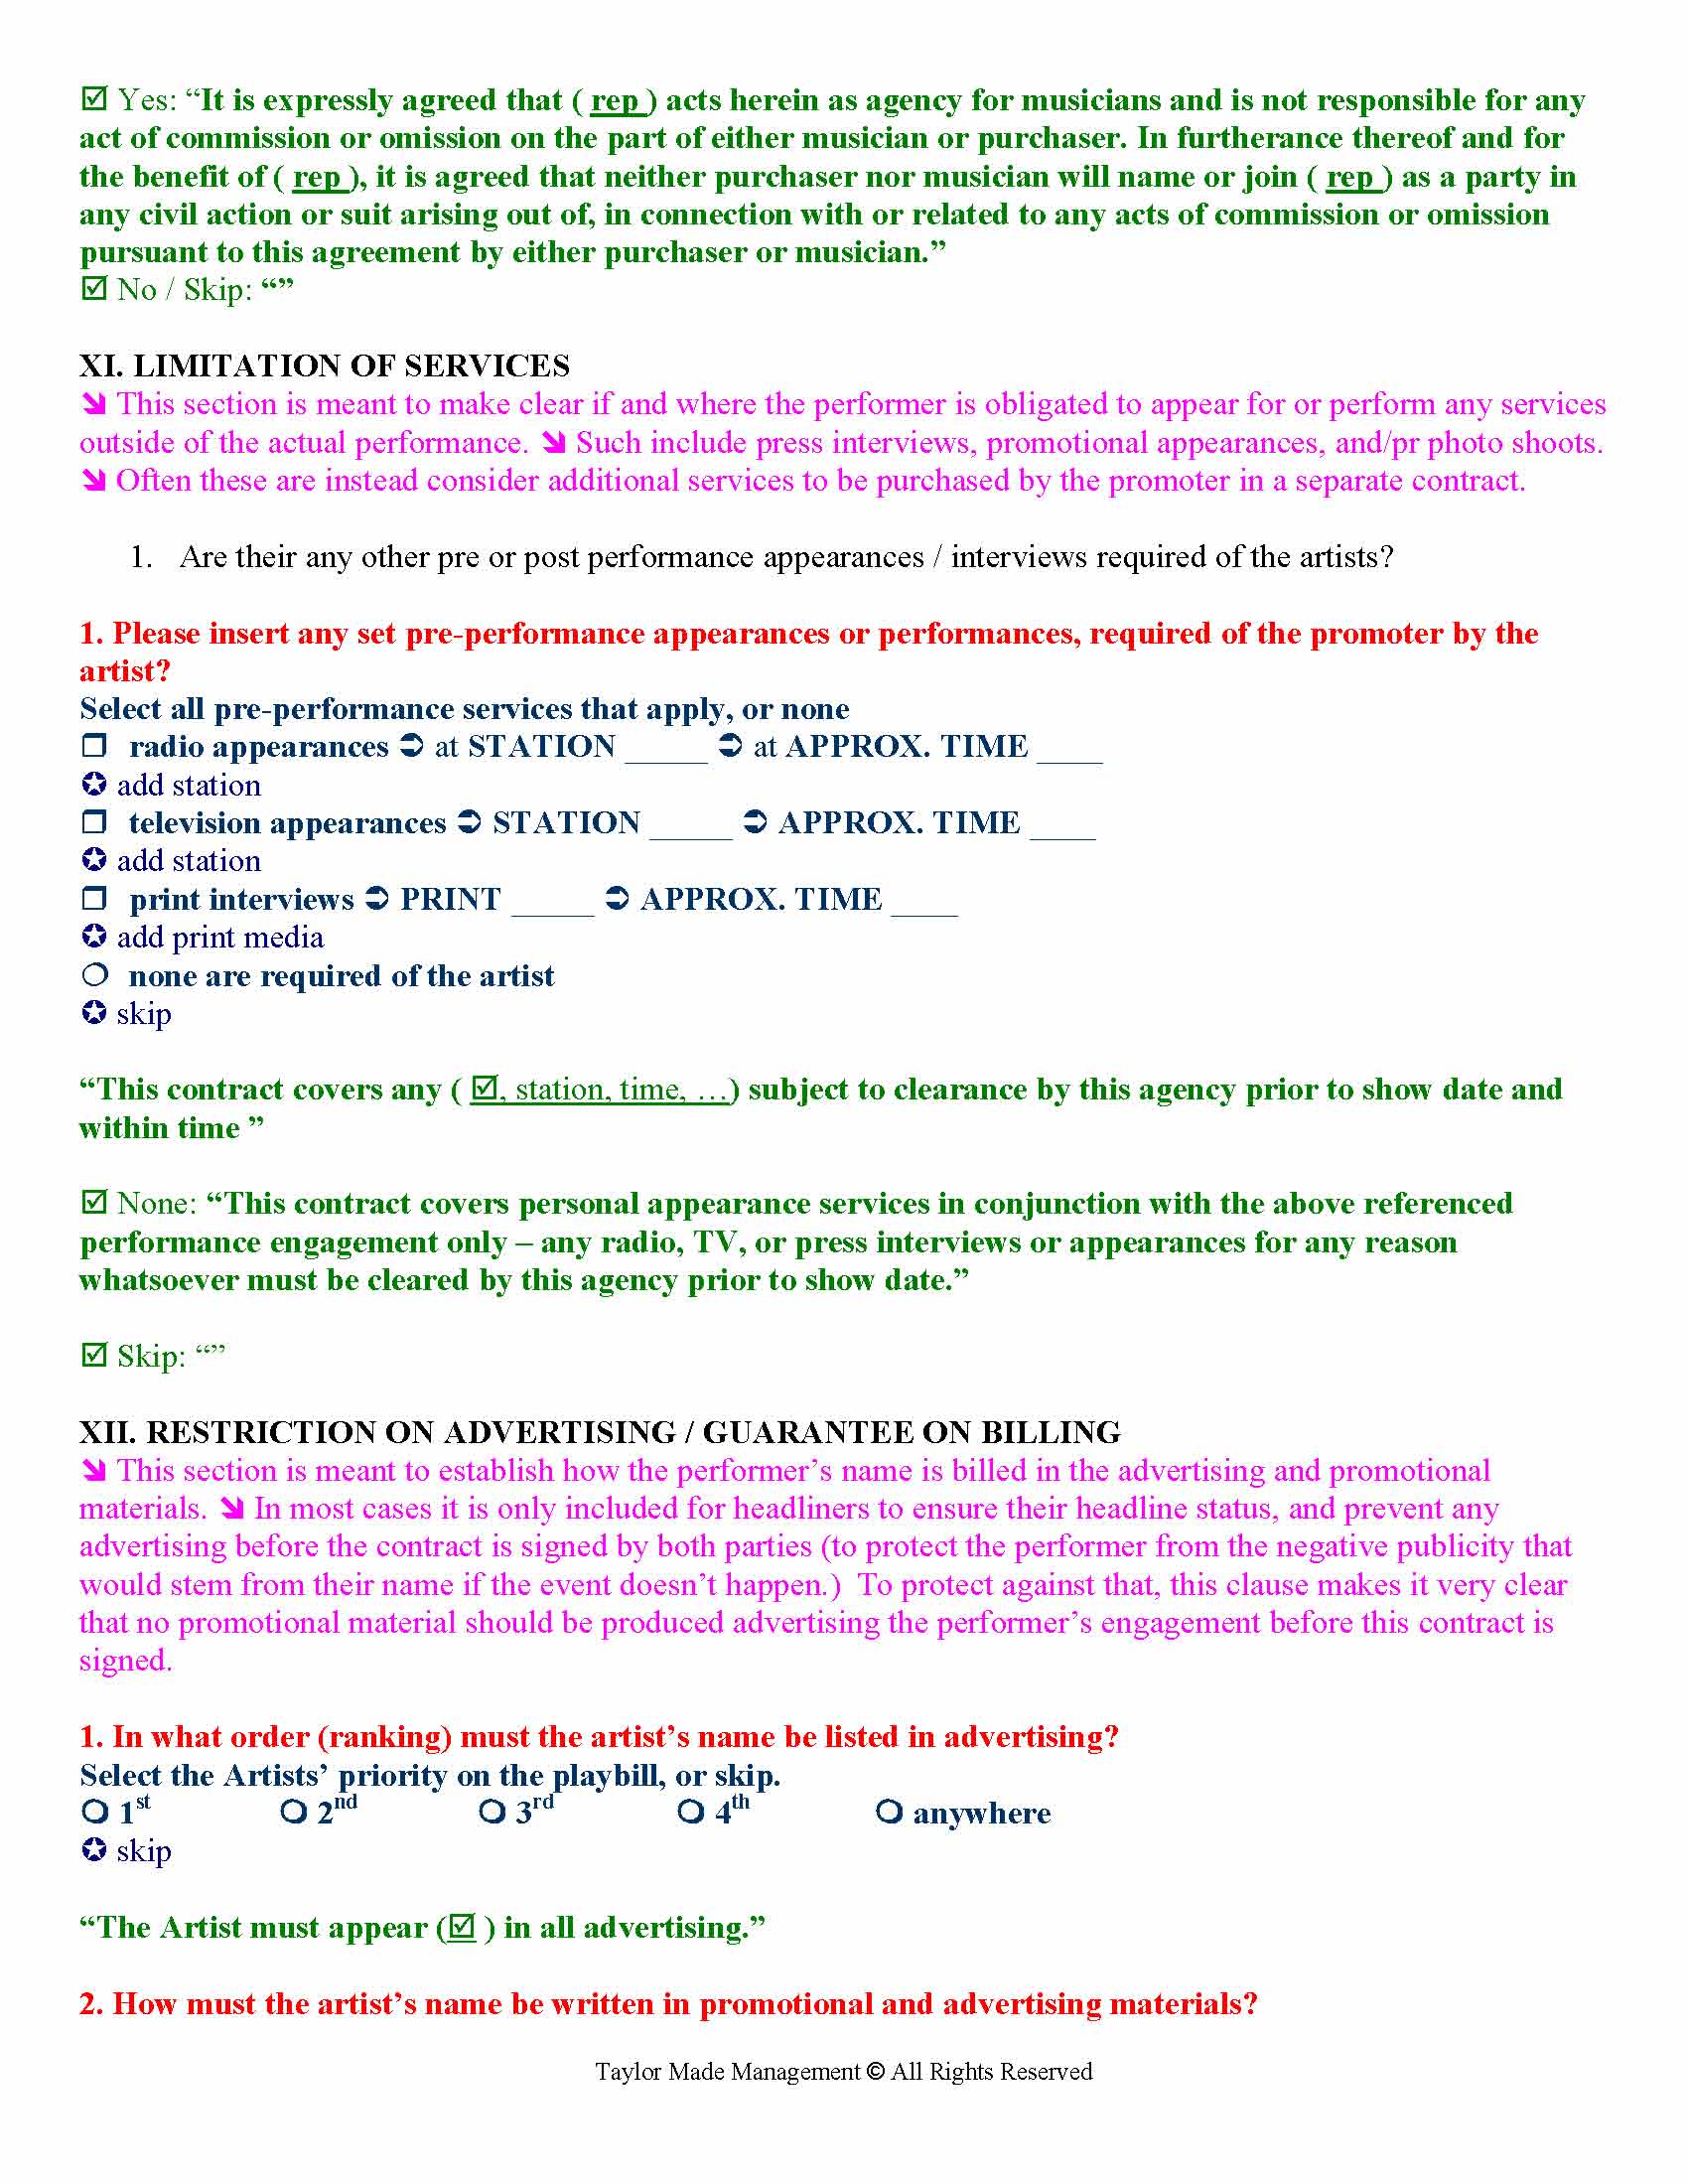 ☑ Yes: “It is expressly agreed that ( rep ) acts herein as agency for musicians and is not responsible for any
act of commission or omission on the part of either musician or purchaser. In furtherance thereof and for
the benefit of ( rep ), it is agreed that neither purchaser nor musician will name or join ( rep ) as a party in
any civil action or suit arising out of, in connection with or related to any acts of commission or omission
pursuant to this agreement by either purchaser or musician.”
☑ No / Skip: “”
XI. LIMITATION OF SERVICES
➘ This section is meant to make clear if and where the performer is obligated to appear for or perform any services
outside of the actual performance. ➘ Such include press interviews, promotional appearances, and/pr photo shoots.
➘ Often these are instead consider additional services to be purchased by the promoter in a separate contract.
1. Are their any other pre or post performance appearances / interviews required of the artists?
1. Please insert any set pre-performance appearances or performances, required of the promoter by the
artist?
Select all pre-performance services that apply, or none
❒ radio appearances ➲ at STATION _____ ➲ at APPROX. TIME ____
✪ add station
❒ television appearances ➲ STATION _____ ➲ APPROX. TIME ____
✪ add station
❒ print interviews ➲ PRINT _____ ➲ APPROX. TIME ____
✪ add print media
❍ none are required of the artist
✪ skip
“This contract covers any ( ☑, station, time, …) subject to clearance by this agency prior to show date and
within time ”
☑ None: “This contract covers personal appearance services in conjunction with the above referenced
performance engagement only – any radio, TV, or press interviews or appearances for any reason
whatsoever must be cleared by this agency prior to show date.”
☑ Skip: “”
XII. RESTRICTION ON ADVERTISING / GUARANTEE ON BILLING
➘ This section is meant to establish how the performer’s name is billed in the advertising and promotional
materials. ➘ In most cases it is only included for headliners to ensure their headline status, and prevent any
advertising before the contract is signed by both parties (to protect the performer from the negative publicity that
would stem from their name if the event doesn’t happen.) To protect against that, this clause makes it very clear
that no promotional material should be produced advertising the performer’s engagement before this contract is
signed.
1. In what order (ranking) must the artist’s name be listed in advertising?
Select the Artists’ priority on the playbill, or skip.
❍ 1st ❍ 2nd ❍ 3rd ❍ 4th ❍ anywhere
✪ skip
“The Artist must appear (☑ ) in all advertising.”
2. How must the artist’s name be written in promotional and advertising materials?
Taylor Made Management © All Rights Reserved